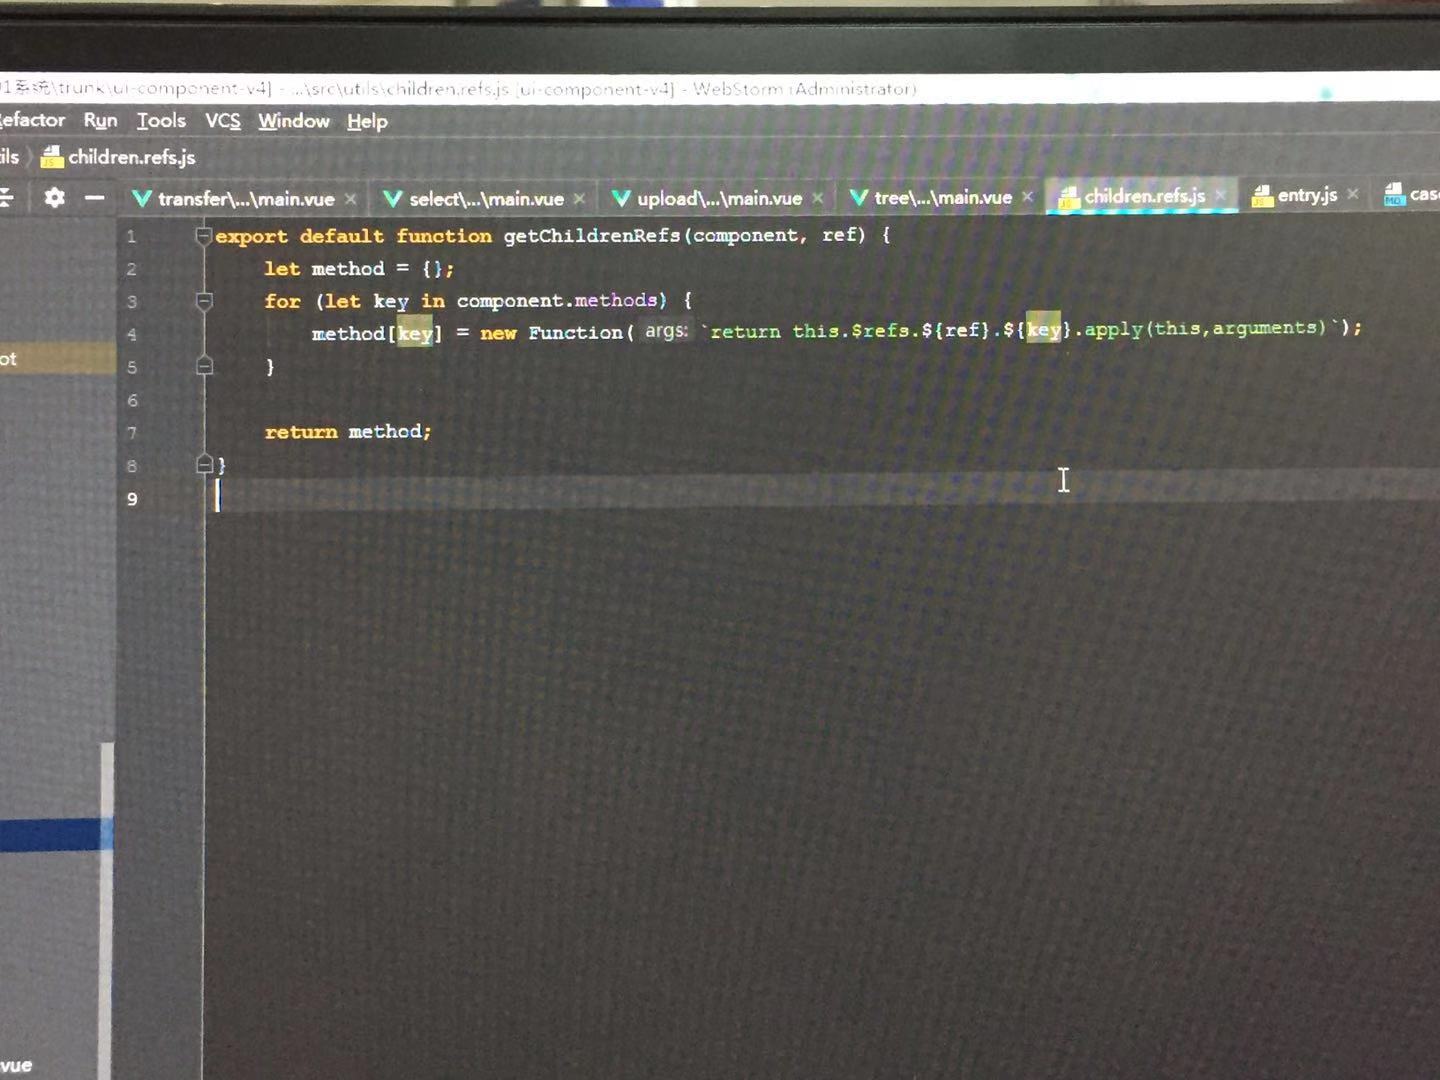 01系统\trunk\ui-component-v4] - ...\src\utils\children.refs.js [ui-component-v4] - WebStorm (Administrator)
Refactor Run Tools VCS Window Help
ils children.refs.js
transfer\...\main.vue × select\...\main.vue × upload\...\main.vue × tree\...\main.vue × children.refs.js × entry.js × cas
1 export default function getChildrenRefs(component, ref) {
2 let method = {};
3 for (let key in component.methods) {
4 method[key] = new Function( args: `return this.$refs.${ref}.${key}.apply(this,arguments)`);
ot
5 }
6
7 return method;
8 }
9
vue